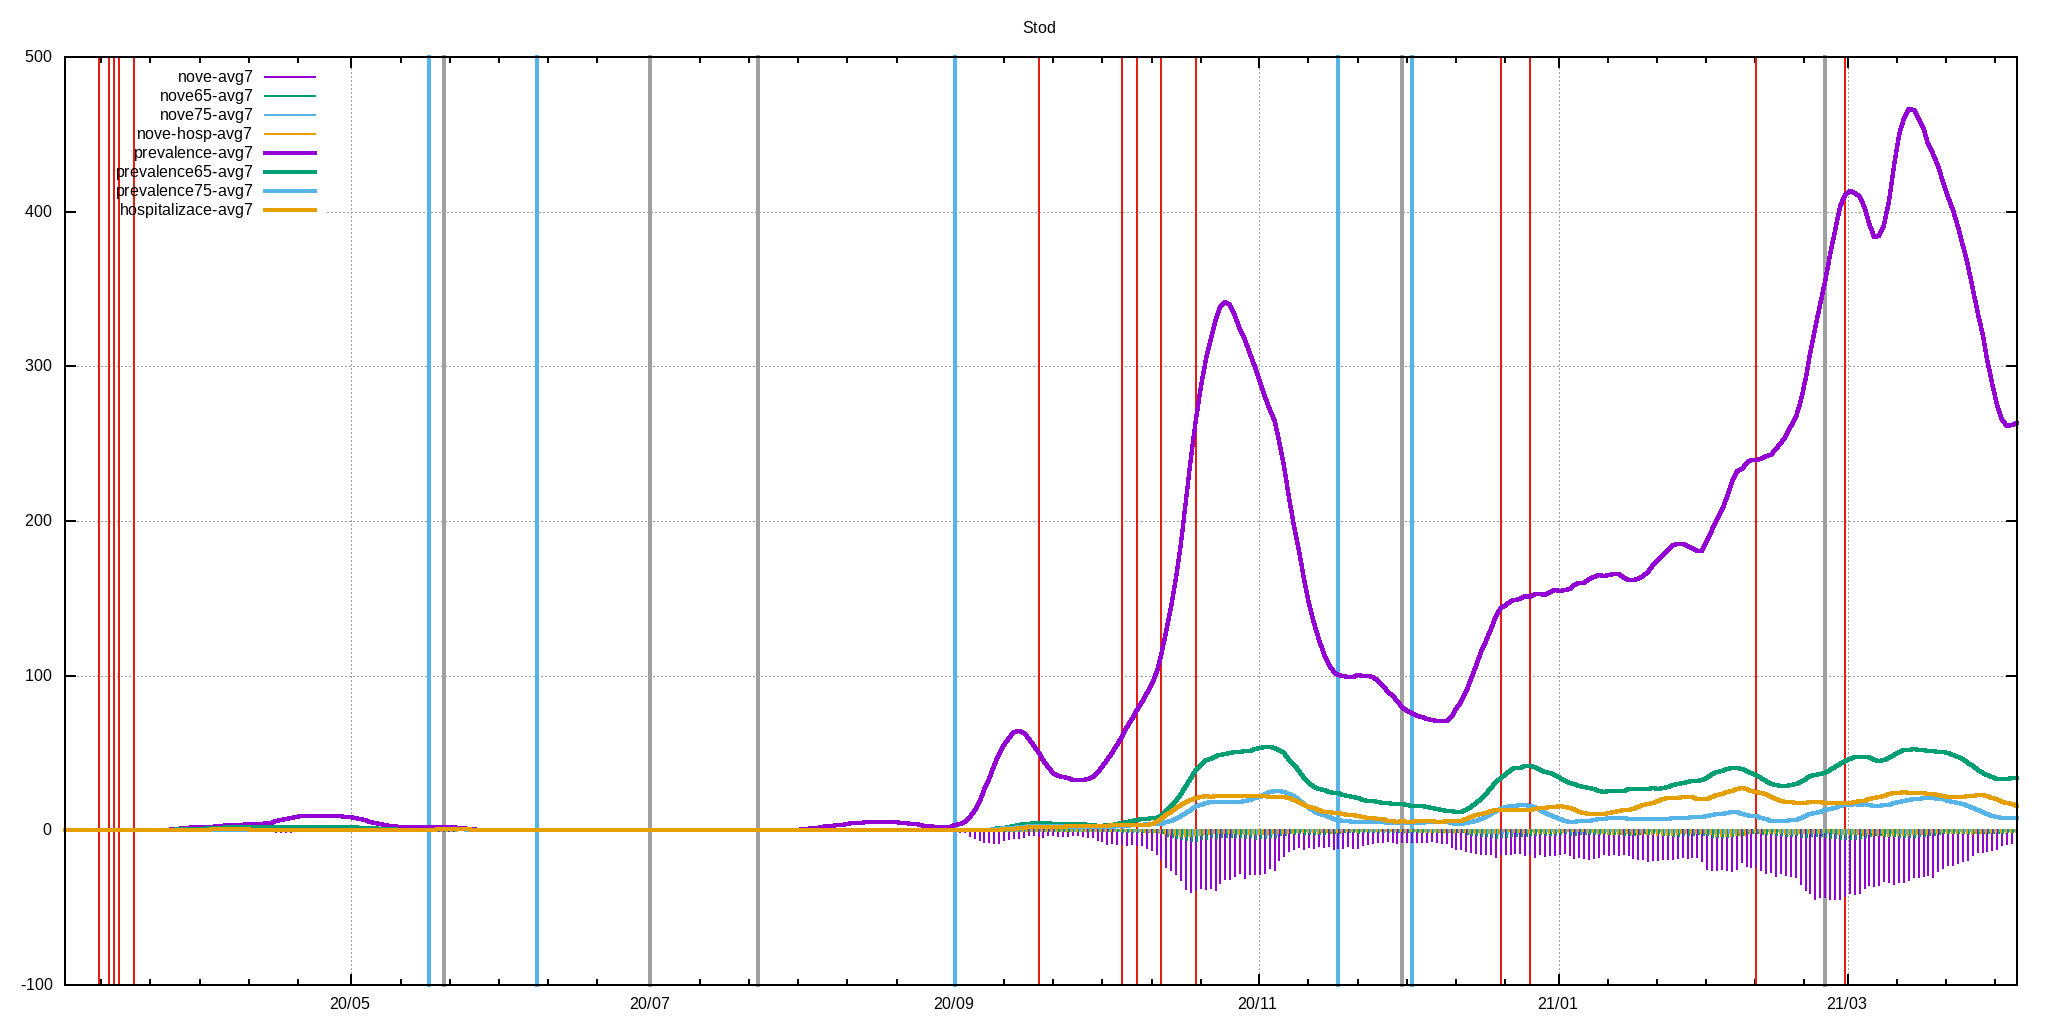 Stod
500
nove-avg7
nove65-avg7
nove75-avg7
nove-hosp-avg7
prevalence-avg7
prevalence65-avg7
prevalence75-avg7
hospitalizace-avg7
400
300
200
100
0
-100
20/05 20/07 20/09 20/11 21/01 21/03